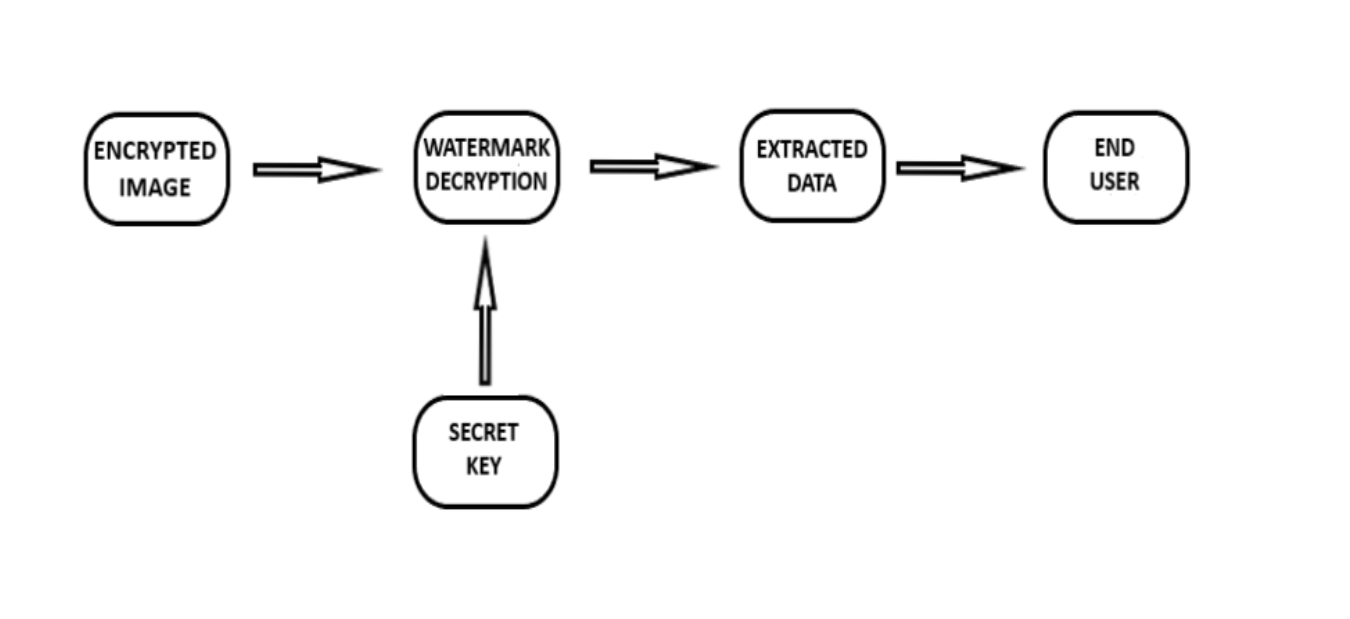 ENCRYPTED
IMAGE
WATERMARK
DECRYPTION
EXTRACTED
DATA
END
USER
SECRET
KEY